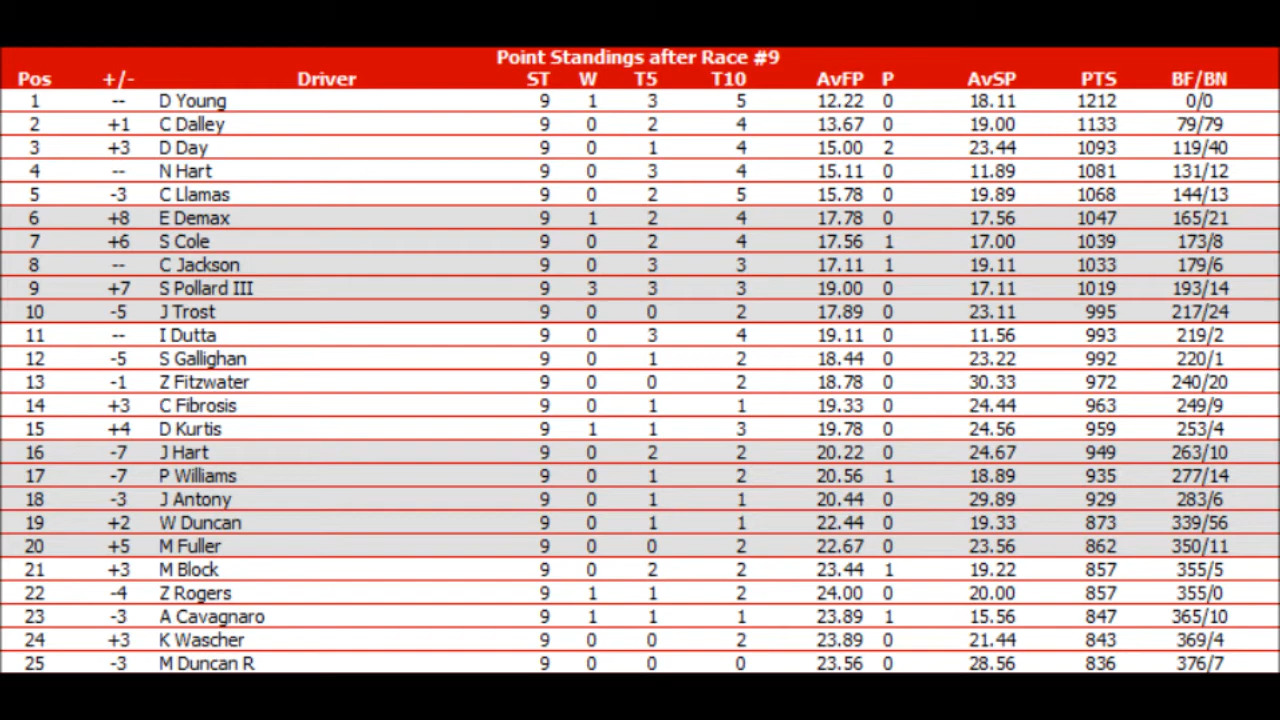 Point Standings after Race #9
Pos +/- Driver ST W T5 T10 AvFP P AvSP PTS BF/BN
1 -- D Young 9 1 3 5 12.22 0 18.11 1212 0/0
2 +1 C Dalley 9 0 2 4 13.67 0 19.00 1133 79/79
3 +3 D Day 9 0 1 4 15.00 2 23.44 1093 119/40
4 -- N Hart 9 0 3 4 15.11 0 11.89 1081 131/12
5 -3 C Llamas 9 0 2 5 15.78 0 19.89 1068 144/13
6 +8 E Demax 9 1 2 4 17.78 0 17.56 1047 165/21
7 +6 S Cole 9 0 2 4 17.56 1 17.00 1039 173/8
8 -- C Jackson 9 0 3 3 17.11 1 19.11 1033 179/6
9 +7 S Pollard III 9 3 3 3 19.00 0 17.11 1019 193/14
10 -5 J Trost 9 0 0 2 17.89 0 23.11 995 217/24
11 -- I Dutta 9 0 3 4 19.11 0 11.56 993 219/2
12 -5 S Gallighan 9 0 1 2 18.44 0 23.22 992 220/1
13 -1 Z Fitzwater 9 0 0 2 18.78 0 30.33 972 240/20
14 +3 C Fibrosis 9 0 1 1 19.33 0 24.44 963 249/9
15 +4 D Kurtis 9 1 1 3 19.78 0 24.56 959 253/4
16 -7 J Hart 9 0 2 2 20.22 0 24.67 949 263/10
17 -7 P Williams 9 0 1 2 20.56 1 18.89 935 277/14
18 -3 J Antony 9 0 1 1 20.44 0 29.89 929 283/6
19 +2 W Duncan 9 0 1 1 22.44 0 19.33 873 339/56
20 +5 M Fuller 9 0 0 2 22.67 0 23.56 862 350/11
21 +3 M Block 9 0 2 2 23.44 1 19.22 857 355/5
22 -4 Z Rogers 9 1 1 2 24.00 0 20.00 857 355/0
23 -3 A Cavagnaro 9 1 1 1 23.89 1 15.56 847 365/10
24 +3 K Wascher 9 0 0 2 23.89 0 21.44 843 369/4
25 -3 M Duncan R 9 0 0 0 23.56 0 28.56 836 376/7